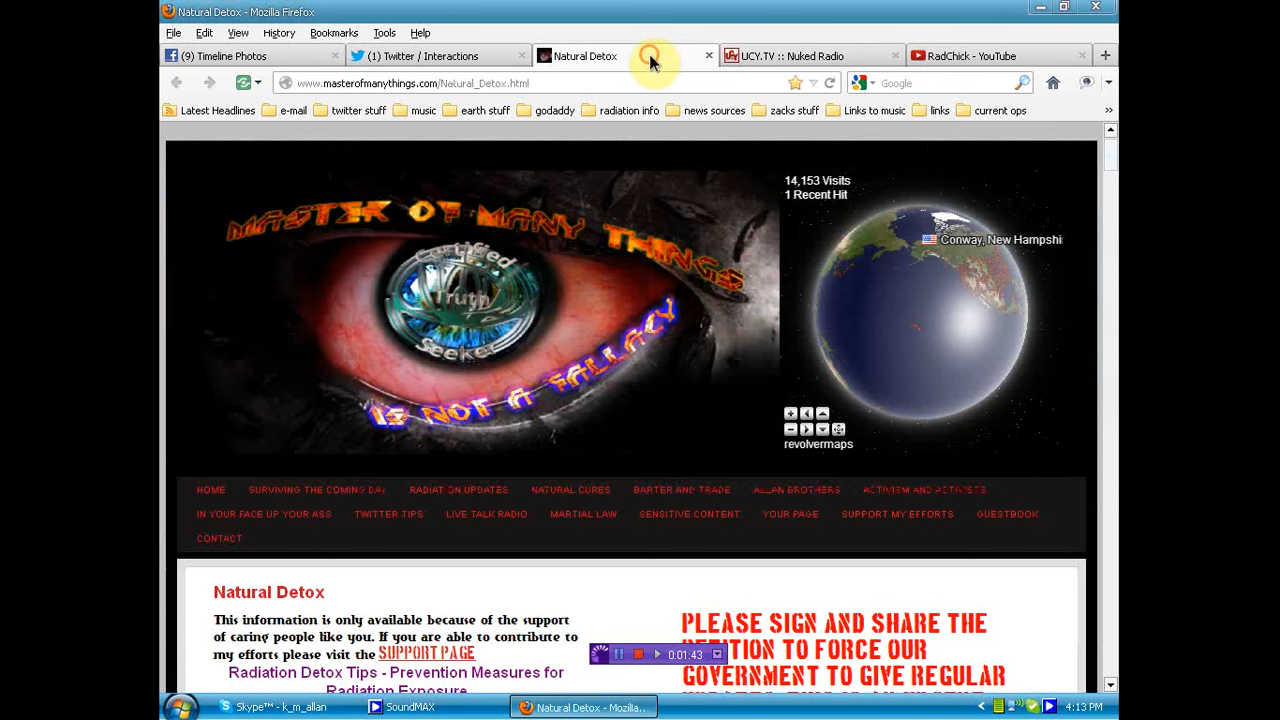 Natural Detox - Mozilla Firefox
File Edit View History Bookmarks Tools Help
(9) Timeline Photos
(1) Twitter / Interactions
Natural Detox
UCY.TV :: Nuked Radio
RadChick - YouTube
www.masterofmanythings.com/Natural_Detox.html
Google
Latest Headlines e-mail twitter stuff music earth stuff godaddy radiation info news sources zacks stuff Links to music links current ops
MASTER OF MANY THINGS
Certified
Truth
Seeker
IS NOT A FALLACY
14,153 Visits
1 Recent Hit
Conway, New Hampshi
revolvermaps
HOME SURVIVING THE COMING DAY RADIATION UPDATES NATURAL CURES BARTER AND TRADE ALLAN BROTHERS ACTIVISM AND ACTIVISTS
IN YOUR FACE UP YOUR ASS TWITTER TIPS LIVE TALK RADIO MARTIAL LAW SENSITIVE CONTENT YOUR PAGE SUPPORT MY EFFORTS GUESTBOOK
CONTACT
Natural Detox
This information is only available because of the support
of caring people like you. If you are able to contribute to
my efforts please visit the SUPPORT PAGE
Radiation Detox Tips - Prevention Measures for
Radiation Exposure
PLEASE SIGN AND SHARE THE
PETITION TO FORCE OUR
GOVERNMENT TO GIVE REGULAR
0:01:43
Skype™ - k_m_allan
SoundMAX
Natural Detox - Mozilla...
4:13 PM